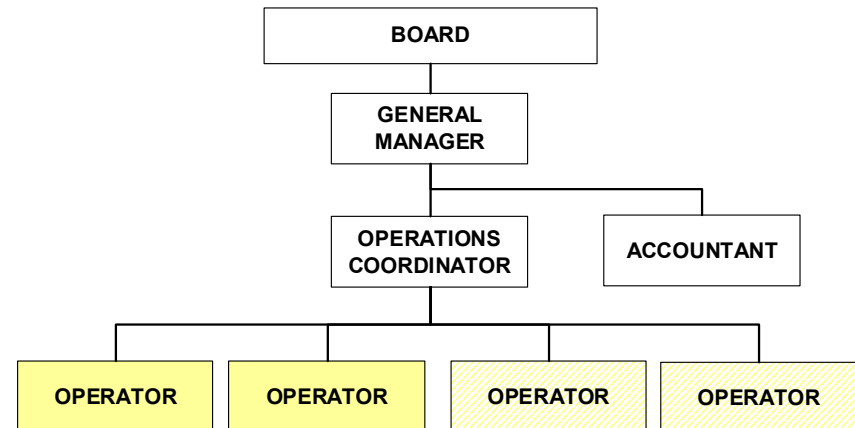 BOARD
GENERAL
MANAGER
OPERATIONS
COORDINATOR
ACCOUNTANT
OPERATOR
OPERATOR
OPERATOR
OPERATOR